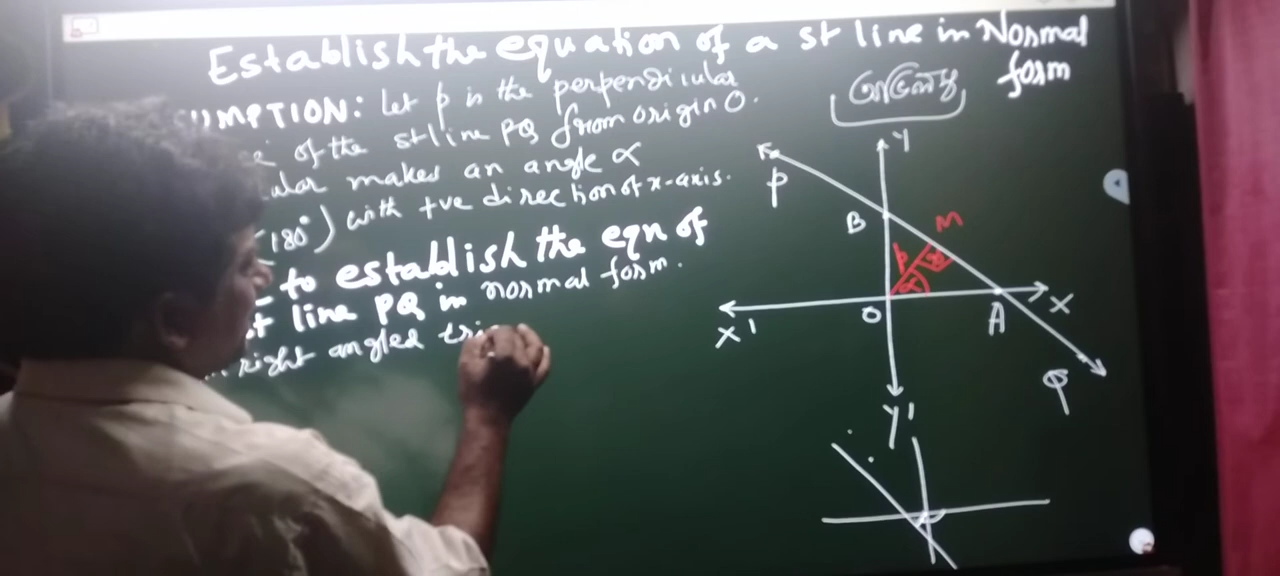 Establish the equation of a st line in Normal
form
UMPTION: Let p is the perpendicular
of the st line PQ from origin O.
makes an angle α
180°) with +ve direction of x-axis.
to establish the eqn of
line PQ in normal form.
right angled
Y
P
B
M
p
α
O
A
X
X'
Q
Y'